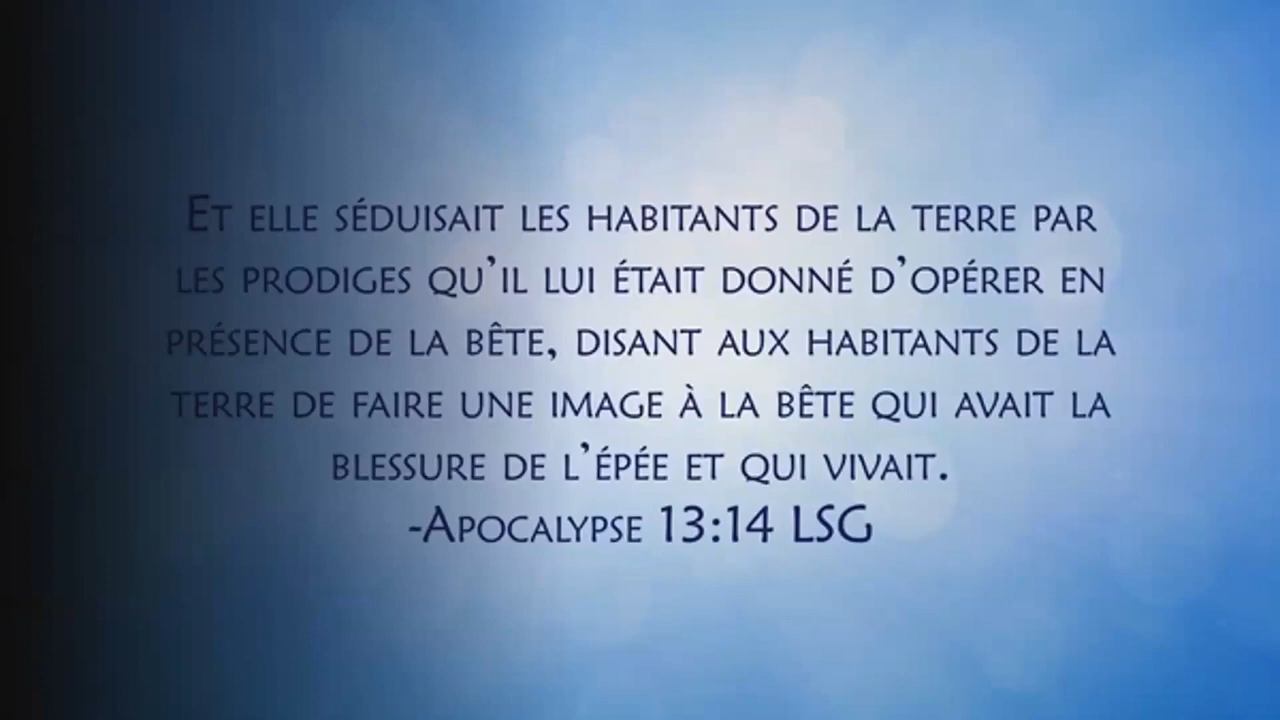 Et elle séduisait les habitants de la terre par
les prodiges qu’il lui était donné d’opérer en
présence de la bête, disant aux habitants de la
terre de faire une image à la bête qui avait la
blessure de l’épée et qui vivait.
-Apocalypse 13:14 LSG